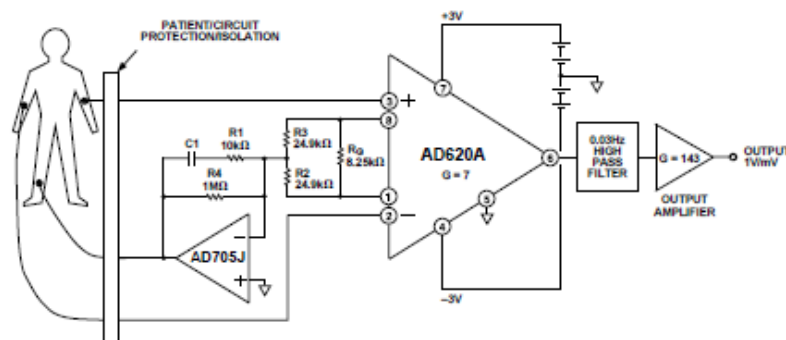 PATIENT/CIRCUIT
PROTECTION/ISOLATION
+3V
7
3
+
8
R1
10kΩ
C1
R3
24.9kΩ
RG
8.25kΩ
AD620A
G = 7
6
0.03Hz
HIGH
PASS
FILTER
G = 143
OUTPUT
1V/mV
OUTPUT
AMPLIFIER
R4
1MΩ
R2
24.9kΩ
1
2
–
5
4
AD705J
–
+
–3V